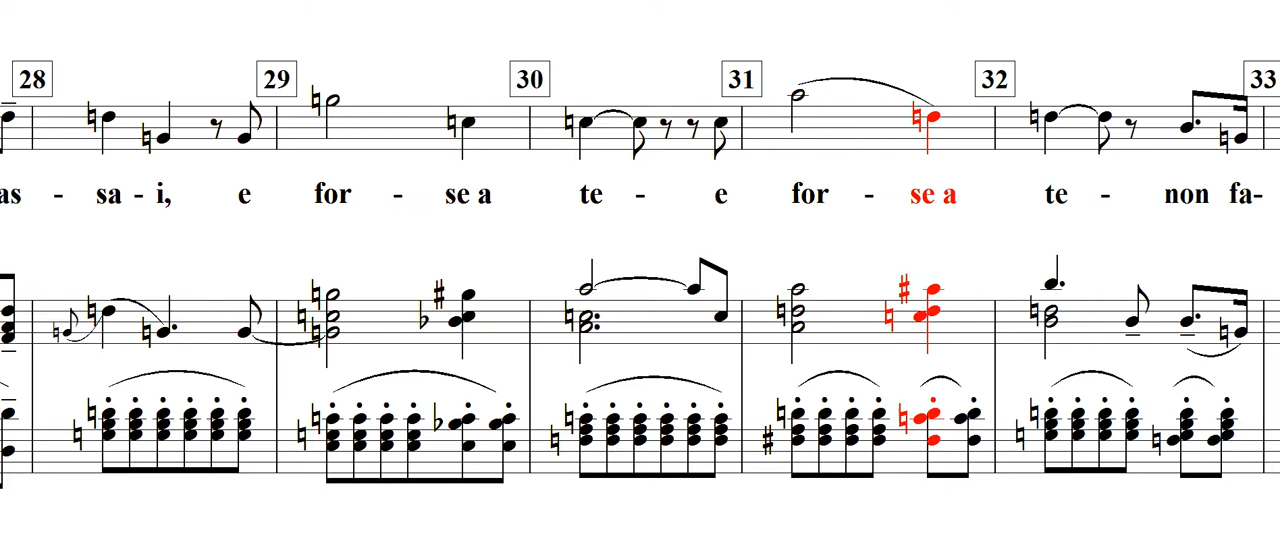 28 29 30 31 32 33
as - sa - i, e for - se a te - e for - se a te - non fa-